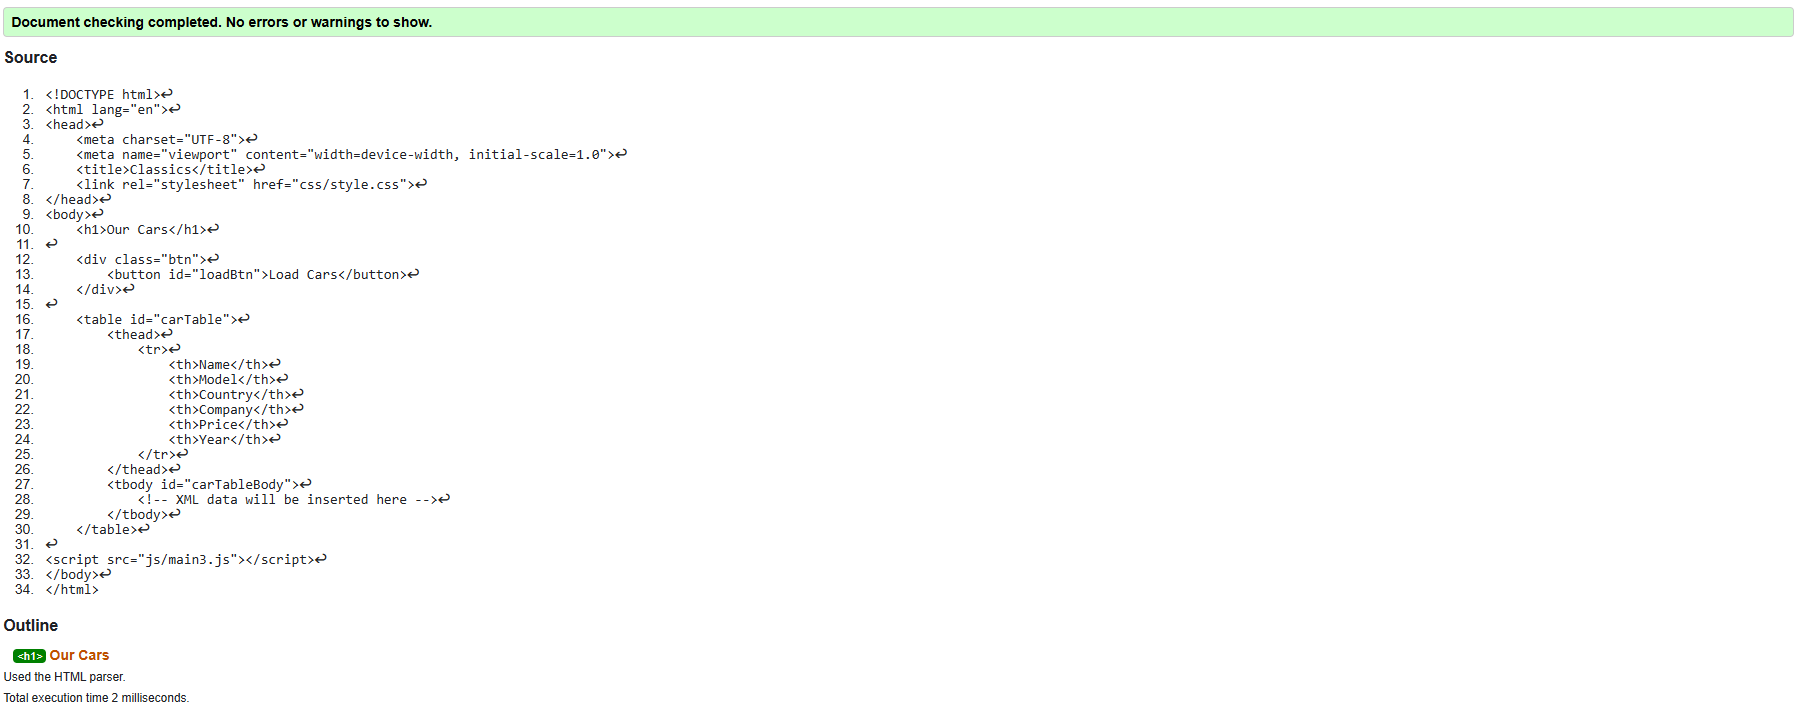 Document checking completed. No errors or warnings to show.
Source
1. <!DOCTYPE html>↩
2. <html lang="en">↩
3. <head>↩
4.     <meta charset="UTF-8">↩
5.     <meta name="viewport" content="width=device-width, initial-scale=1.0">↩
6.     <title>Classics</title>↩
7.     <link rel="stylesheet" href="css/style.css">↩
8. </head>↩
9. <body>↩
10.     <h1>Our Cars</h1>↩
11. ↩
12.     <div class="btn">↩
13.         <button id="loadBtn">Load Cars</button>↩
14.     </div>↩
15. ↩
16.     <table id="carTable">↩
17.         <thead>↩
18.             <tr>↩
19.                 <th>Name</th>↩
20.                 <th>Model</th>↩
21.                 <th>Country</th>↩
22.                 <th>Company</th>↩
23.                 <th>Price</th>↩
24.                 <th>Year</th>↩
25.             </tr>↩
26.         </thead>↩
27.         <tbody id="carTableBody">↩
28.             <!-- XML data will be inserted here -->↩
29.         </tbody>↩
30.     </table>↩
31. ↩
32. <script src="js/main3.js"></script>↩
33. </body>↩
34. </html>
Outline
<h1> Our Cars
Used the HTML parser.
Total execution time 2 milliseconds.